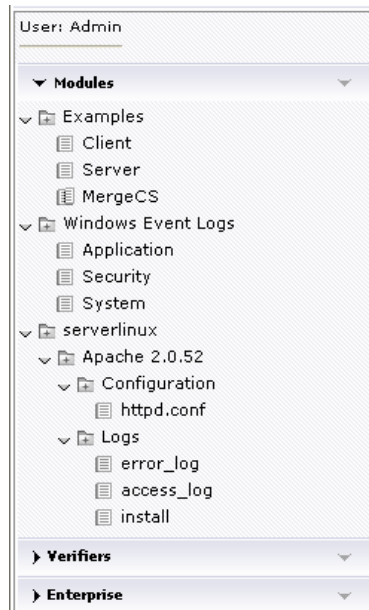 User: Admin
Modules
Examples
Client
Server
MergeCS
Windows Event Logs
Application
Security
System
serverlinux
Apache 2.0.52
Configuration
httpd.conf
Logs
error_log
access_log
install
Verifiers
Enterprise